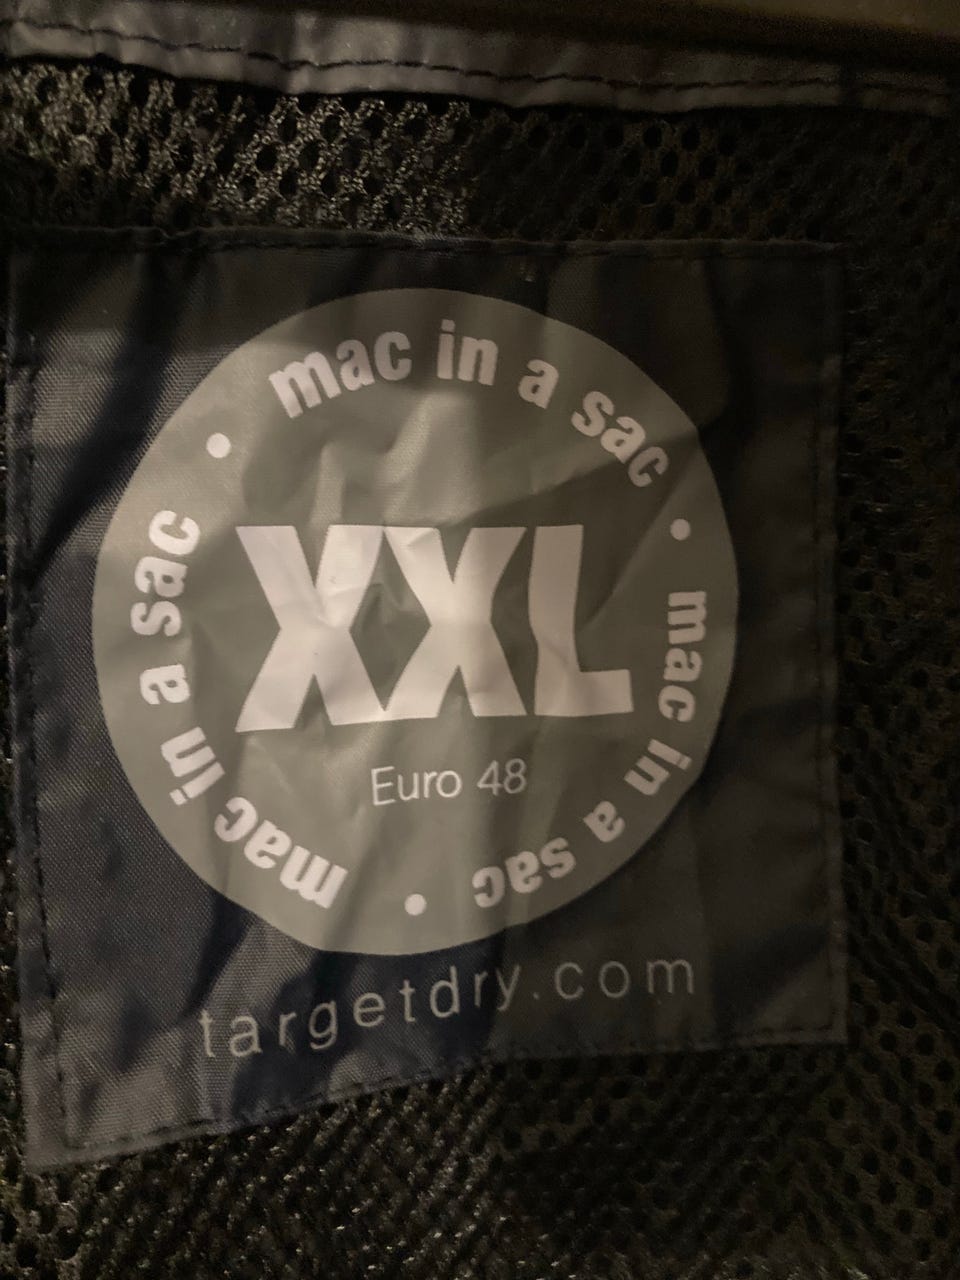 mac in a sac • mac in a sac • mac in a sac •
XXL
Euro 48
targetdry.com